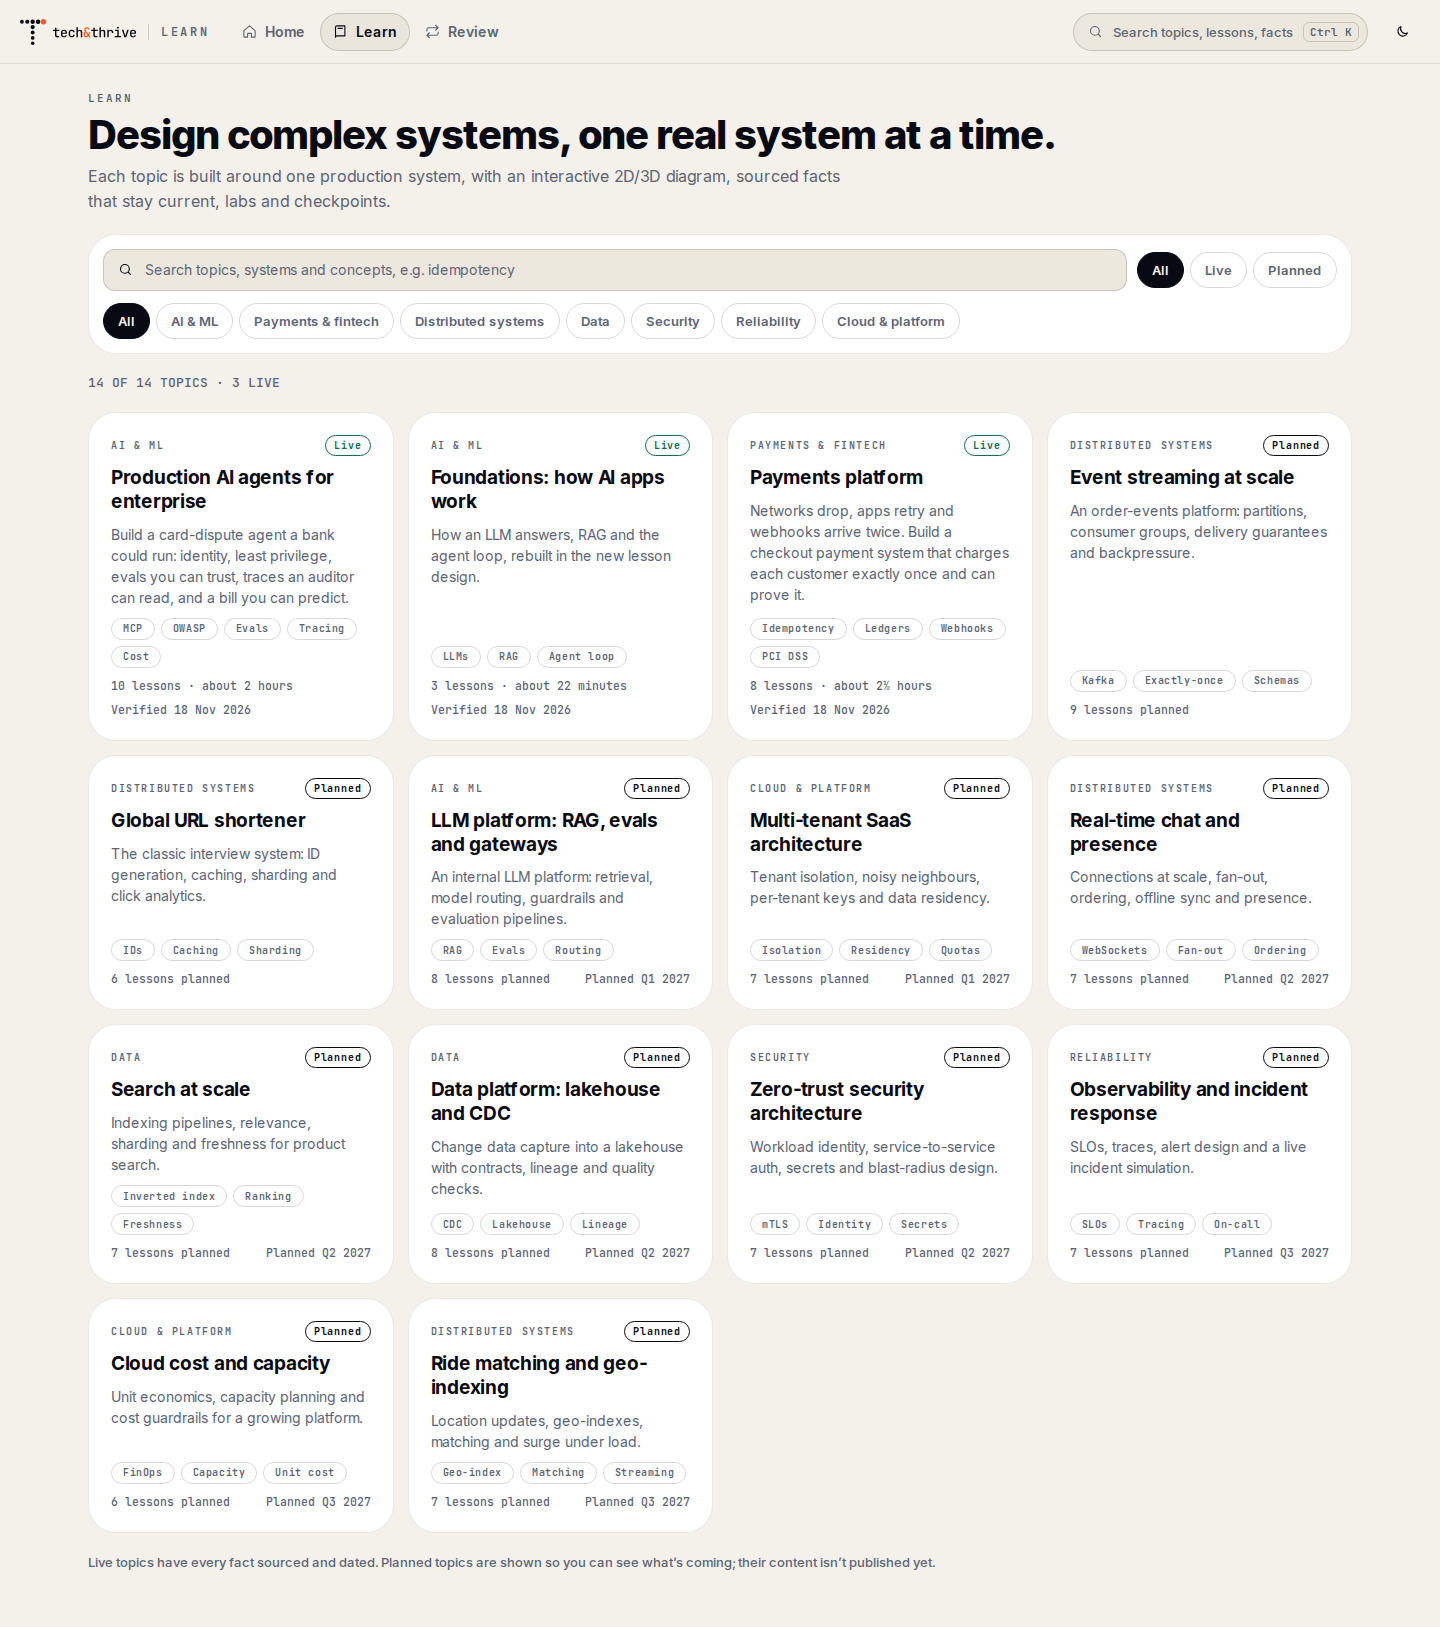 tech&thrive
LEARN
Home
Learn
Review
Search topics, lessons, facts
Ctrl K
LEARN
Design complex systems, one real system at a time.
Each topic is built around one production system, with an interactive 2D/3D diagram, sourced facts
that stay current, labs and checkpoints.
Search topics, systems and concepts, e.g. idempotency
All
Live
Planned
All
AI & ML
Payments & fintech
Distributed systems
Data
Security
Reliability
Cloud & platform
14 OF 14 TOPICS · 3 LIVE
AI & ML
Live
Production AI agents for
enterprise
Build a card-dispute agent a bank
could run: identity, least privilege,
evals you can trust, traces an auditor
can read, and a bill you can predict.
MCP
OWASP
Evals
Tracing
Cost
10 lessons · about 2 hours
Verified 18 Nov 2026
AI & ML
Live
Foundations: how AI apps
work
How an LLM answers, RAG and the
agent loop, rebuilt in the new lesson
design.
LLMs
RAG
Agent loop
3 lessons · about 22 minutes
Verified 18 Nov 2026
PAYMENTS & FINTECH
Live
Payments platform
Networks drop, apps retry and
webhooks arrive twice. Build a
checkout payment system that charges
each customer exactly once and can
prove it.
Idempotency
Ledgers
Webhooks
PCI DSS
8 lessons · about 2½ hours
Verified 18 Nov 2026
DISTRIBUTED SYSTEMS
Planned
Event streaming at scale
An order-events platform: partitions,
consumer groups, delivery guarantees
and backpressure.
Kafka
Exactly-once
Schemas
9 lessons planned
DISTRIBUTED SYSTEMS
Planned
Global URL shortener
The classic interview system: ID
generation, caching, sharding and
click analytics.
IDs
Caching
Sharding
6 lessons planned
AI & ML
Planned
LLM platform: RAG, evals
and gateways
An internal LLM platform: retrieval,
model routing, guardrails and
evaluation pipelines.
RAG
Evals
Routing
8 lessons planned
Planned Q1 2027
CLOUD & PLATFORM
Planned
Multi-tenant SaaS
architecture
Tenant isolation, noisy neighbours,
per-tenant keys and data residency.
Isolation
Residency
Quotas
7 lessons planned
Planned Q1 2027
DISTRIBUTED SYSTEMS
Planned
Real-time chat and
presence
Connections at scale, fan-out,
ordering, offline sync and presence.
WebSockets
Fan-out
Ordering
7 lessons planned
Planned Q2 2027
DATA
Planned
Search at scale
Indexing pipelines, relevance,
sharding and freshness for product
search.
Inverted index
Ranking
Freshness
7 lessons planned
Planned Q2 2027
DATA
Planned
Data platform: lakehouse
and CDC
Change data capture into a lakehouse
with contracts, lineage and quality
checks.
CDC
Lakehouse
Lineage
8 lessons planned
Planned Q2 2027
SECURITY
Planned
Zero-trust security
architecture
Workload identity, service-to-service
auth, secrets and blast-radius design.
mTLS
Identity
Secrets
7 lessons planned
Planned Q2 2027
RELIABILITY
Planned
Observability and incident
response
SLOs, traces, alert design and a live
incident simulation.
SLOs
Tracing
On-call
7 lessons planned
Planned Q3 2027
CLOUD & PLATFORM
Planned
Cloud cost and capacity
Unit economics, capacity planning and
cost guardrails for a growing platform.
FinOps
Capacity
Unit cost
6 lessons planned
Planned Q3 2027
DISTRIBUTED SYSTEMS
Planned
Ride matching and geo-
indexing
Location updates, geo-indexes,
matching and surge under load.
Geo-index
Matching
Streaming
7 lessons planned
Planned Q3 2027
Live topics have every fact sourced and dated. Planned topics are shown so you can see what's coming; their content isn't published yet.